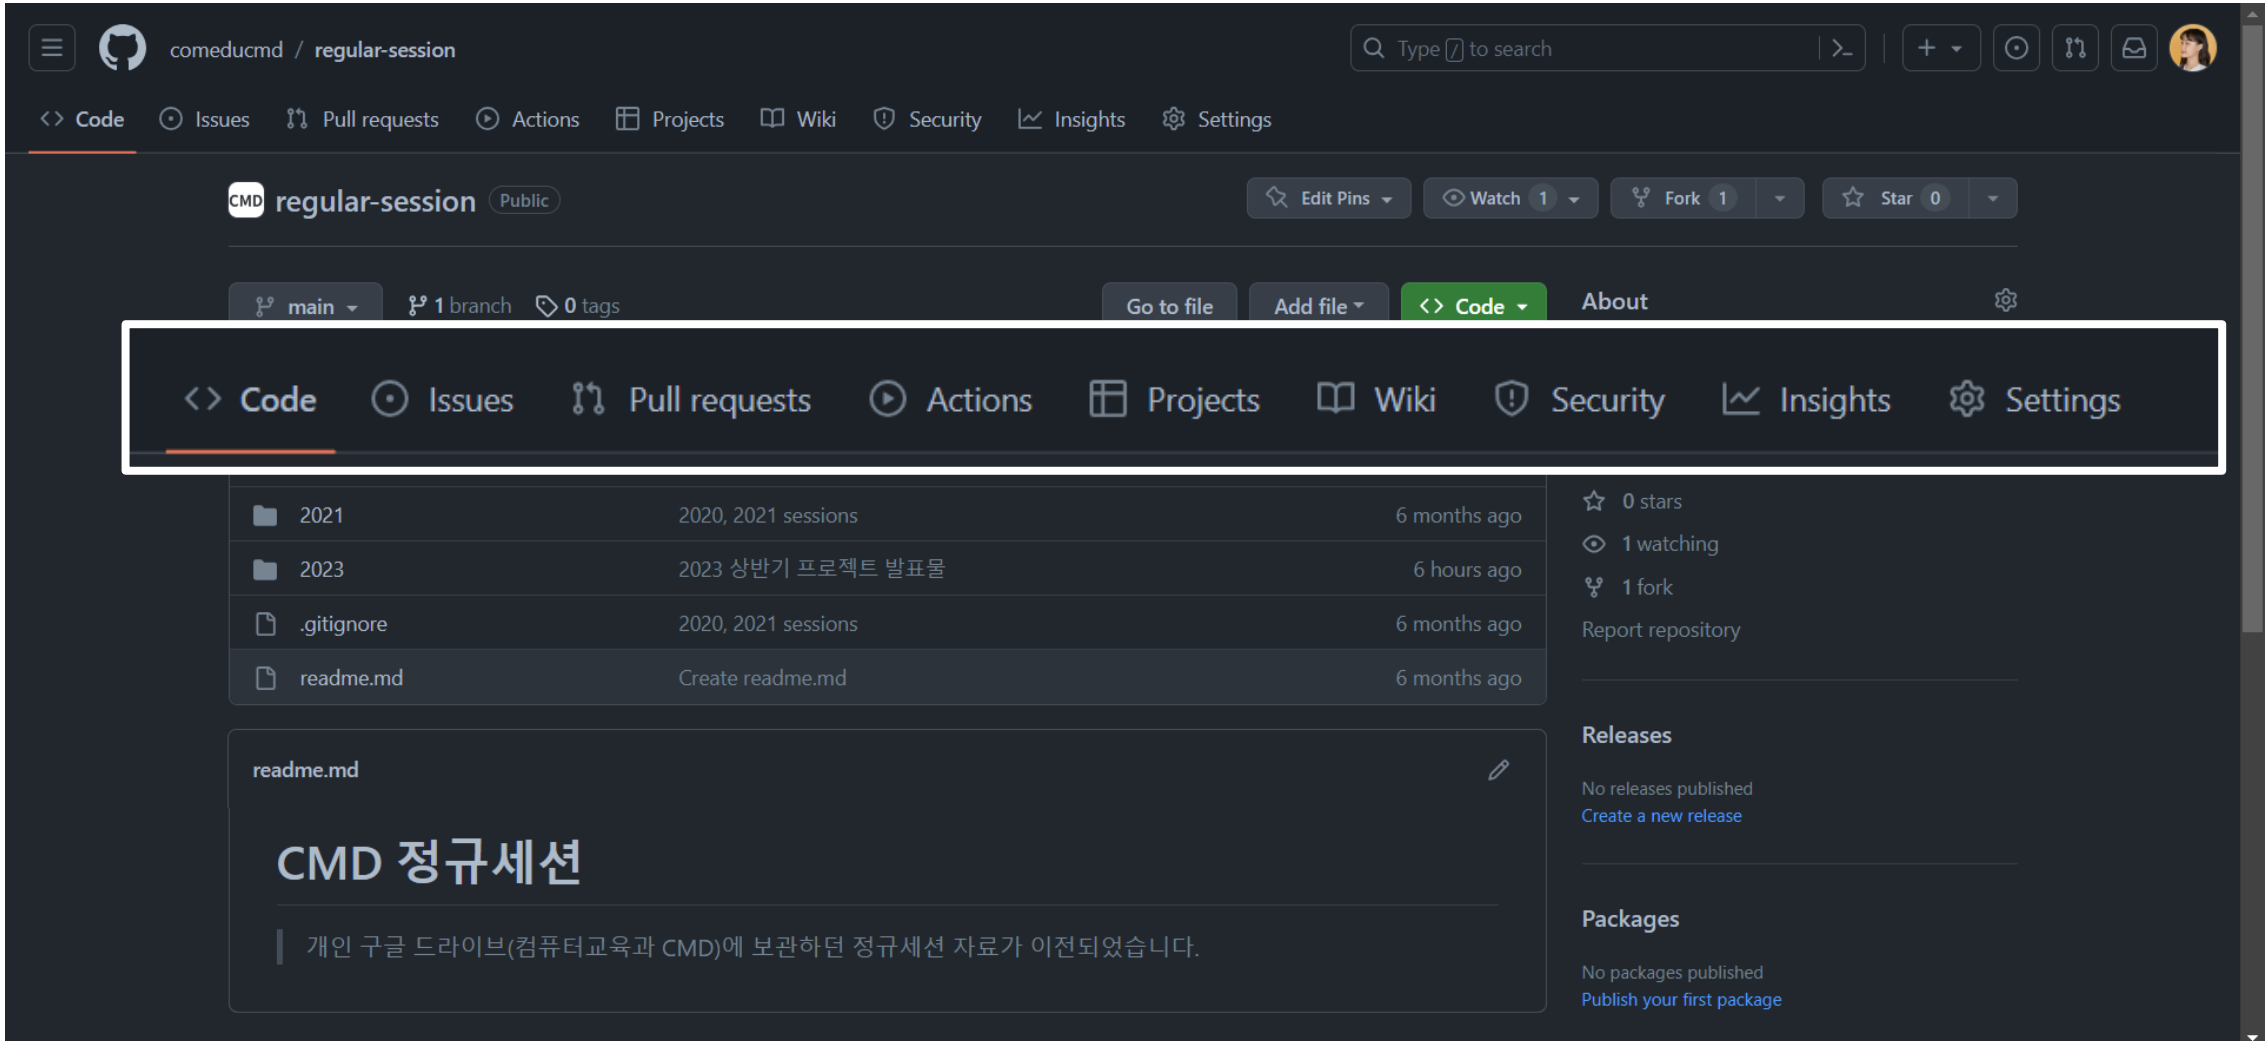 comeducmd / regular-session
Type / to search
Code Issues Pull requests Actions Projects Wiki Security Insights Settings
CMD regular-session Public
Edit Pins Watch 1 Fork 1 Star 0
main 1 branch 0 tags
Go to file Add file Code
About
Code Issues Pull requests Actions Projects Wiki Security Insights Settings
2021 2020, 2021 sessions 6 months ago
2023 2023 상반기 프로젝트 발표물 6 hours ago
.gitignore 2020, 2021 sessions 6 months ago
readme.md Create readme.md 6 months ago
0 stars
1 watching
1 fork
Report repository
readme.md
CMD 정규세션
개인 구글 드라이브(컴퓨터교육과 CMD)에 보관하던 정규세션 자료가 이전되었습니다.
Releases
No releases published
Create a new release
Packages
No packages published
Publish your first package